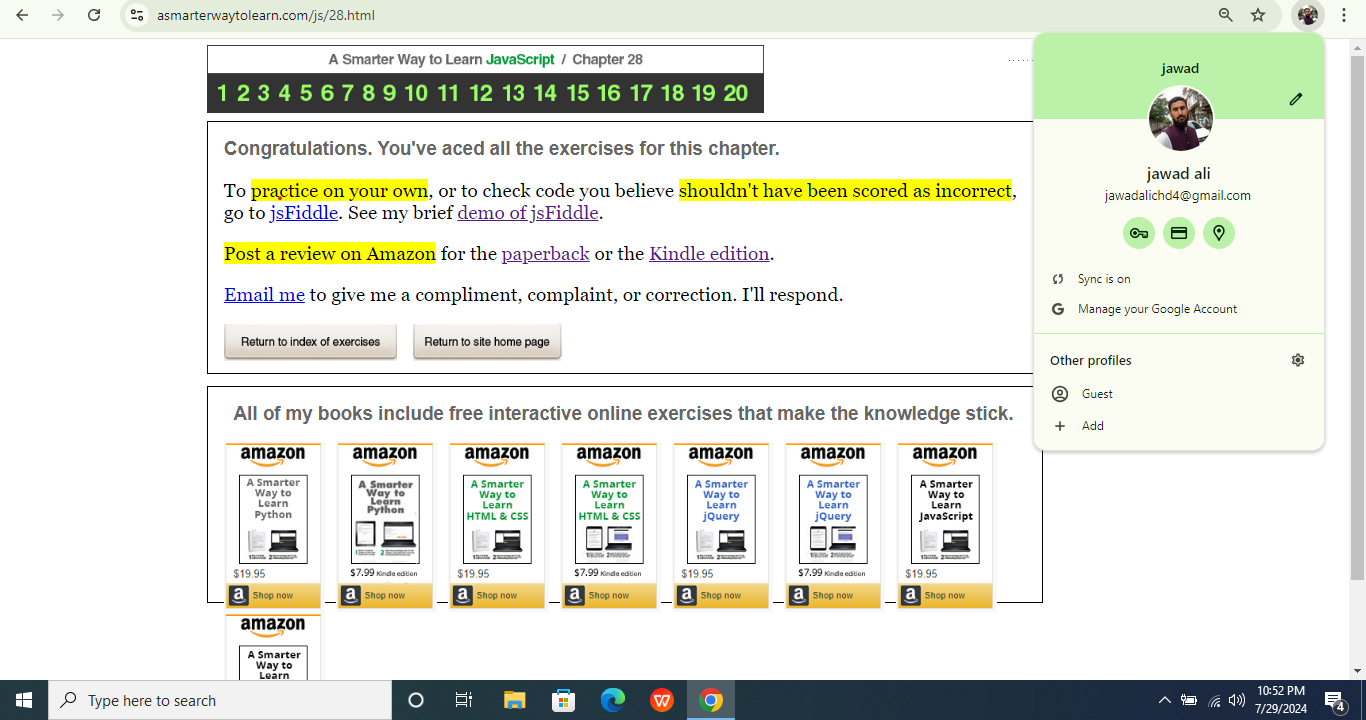 asmarterwaytolearn.com/js/28.html
A Smarter Way to Learn JavaScript / Chapter 28
1 2 3 4 5 6 7 8 9 10 11 12 13 14 15 16 17 18 19 20
Congratulations. You've aced all the exercises for this chapter.
To practice on your own, or to check code you believe shouldn't have been scored as incorrect,
go to jsFiddle. See my brief demo of jsFiddle.
Post a review on Amazon for the paperback or the Kindle edition.
Email me to give me a compliment, complaint, or correction. I'll respond.
Return to index of exercises Return to site home page
jawad
jawad ali
jawadalichd4@gmail.com
Sync is on
Manage your Google Account
Other profiles
Guest
Add
All of my books include free interactive online exercises that make the knowledge stick.
amazon amazon amazon amazon amazon amazon amazon
A Smarter A Smarter A Smarter A Smarter A Smarter A Smarter A Smarter
Way to Way to Way to Way to Way to Way to Way to
Learn Learn Learn Learn Learn Learn Learn
Python Python HTML & CSS HTML & CSS jQuery jQuery JavaScript
$19.95 $7.99 Kindle edition $19.95 $7.99 Kindle edition $19.95 $7.99 Kindle edition $19.95
Shop now Shop now Shop now Shop now Shop now Shop now Shop now
amazon
A Smarter
Way to
Learn
Type here to search
10:52 PM
7/29/2024
4